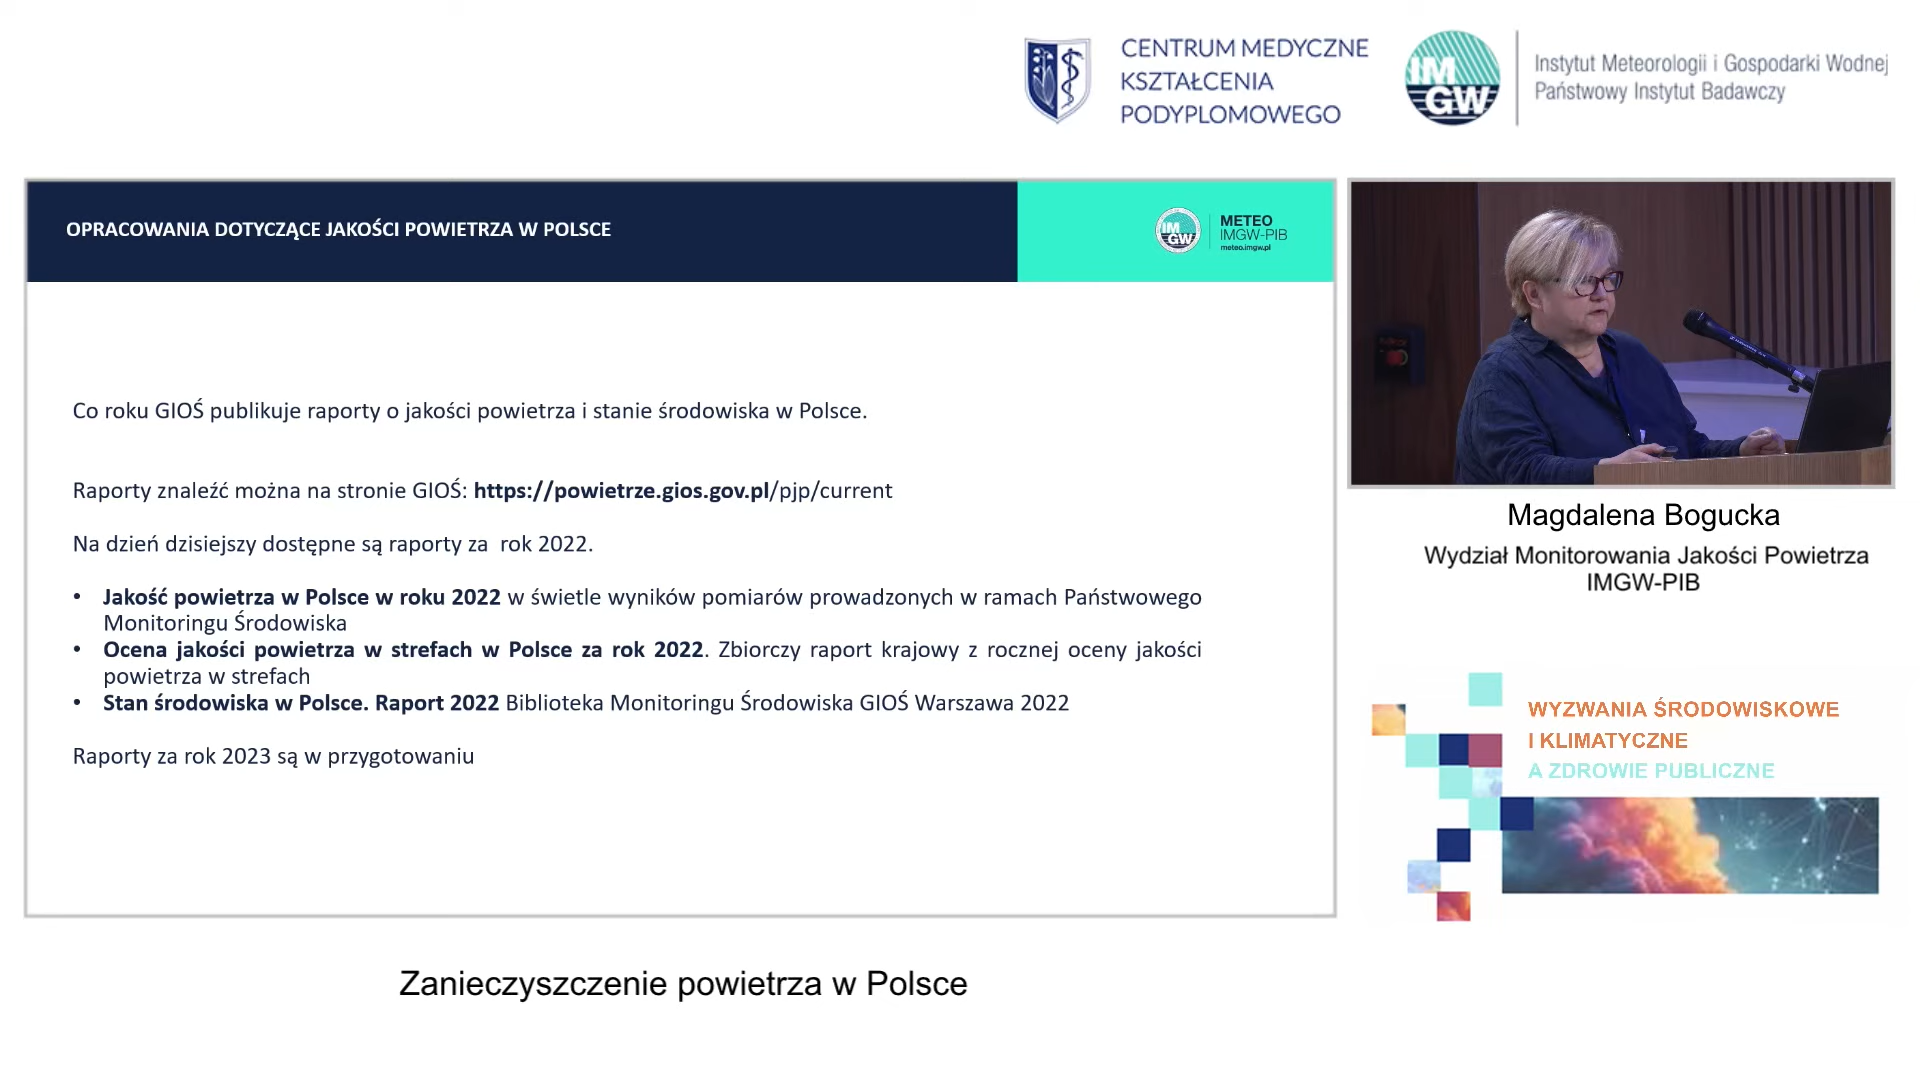 CENTRUM MEDYCZNE
KSZTAŁCENIA
PODYPLOMOWEGO
IM
GW
Instytut Meteorologii i Gospodarki Wodnej
Państwowy Instytut Badawczy
OPRACOWANIA DOTYCZĄCE JAKOŚCI POWIETRZA W POLSCE
IM
GW
METEO
IMGW-PIB
meteo.imgw.pl
Co roku GIOŚ publikuje raporty o jakości powietrza i stanie środowiska w Polsce.
Raporty znaleźć można na stronie GIOŚ: https://powietrze.gios.gov.pl/pjp/current
Na dzień dzisiejszy dostępne są raporty za rok 2022.
• Jakość powietrza w Polsce w roku 2022 w świetle wyników pomiarów prowadzonych w ramach Państwowego
Monitoringu Środowiska
• Ocena jakości powietrza w strefach w Polsce za rok 2022. Zbiorczy raport krajowy z rocznej oceny jakości
powietrza w strefach
• Stan środowiska w Polsce. Raport 2022 Biblioteka Monitoringu Środowiska GIOŚ Warszawa 2022
Raporty za rok 2023 są w przygotowaniu
Magdalena Bogucka
Wydział Monitorowania Jakości Powietrza
IMGW-PIB
WYZWANIA ŚRODOWISKOWE
I KLIMATYCZNE
A ZDROWIE PUBLICZNE
Zanieczyszczenie powietrza w Polsce